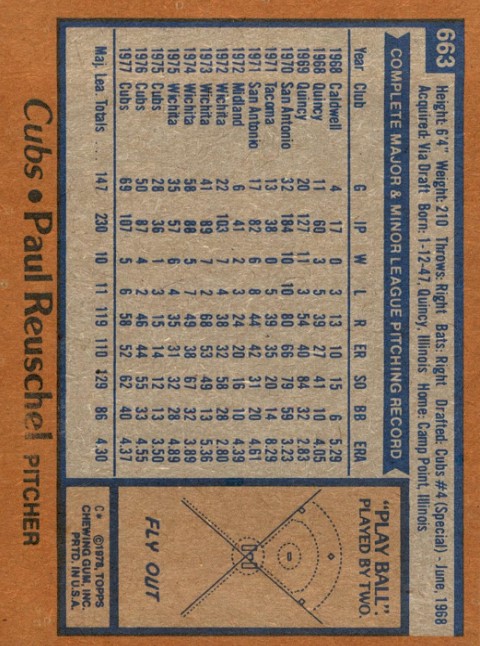 663
Height: 6'4" Weight: 210 Throws: Right Bats: Right Drafted: Cubs #4 (Special) - June, 1968
Acquired: Via Draft Born: 1-12-47, Quincy, Illinois Home: Camp Point, Illinois
COMPLETE MAJOR & MINOR LEAGUE PITCHING RECORD
Year Club G IP W L R ER SO BB ERA
1968 Caldwell 4 17 0 3 13 10 15 6 5.29
1968 Quincy 11 60 3 5 39 27 41 10 4.05
1969 Quincy 20 127 11 3 54 40 84 32 2.83
1970 San Antonio 32 184 10 10 80 66 79 59 3.23
1971 Tacoma 13 38 0 5 39 35 20 14 8.29
1971 San Antonio 17 82 6 8 44 42 31 20 4.61
1972 Midland 6 41 2 3 24 20 16 10 4.39
1972 Wichita 22 103 7 4 38 32 56 28 2.80
1973 Wichita 41 89 7 2 68 53 49 13 5.36
1974 Wichita 58 88 5 7 49 38 67 32 3.89
1975 Wichita 35 57 5 6 35 31 32 28 4.89
1975 Cubs 28 36 1 3 15 14 12 13 3.50
1976 Cubs 50 87 4 2 46 44 55 33 4.55
1977 Cubs 69 107 5 6 58 52 62 40 4.37
Maj. Lea. Totals ..... 147 230 10 11 119 110 129 86 4.30
"PLAY BALL".
PLAYED BY TWO.
FLY OUT
C* ©1978, TOPPS
CHEWING GUM, INC.
PRTD. IN U.S.A.
Cubs • Paul Reuschel PITCHER